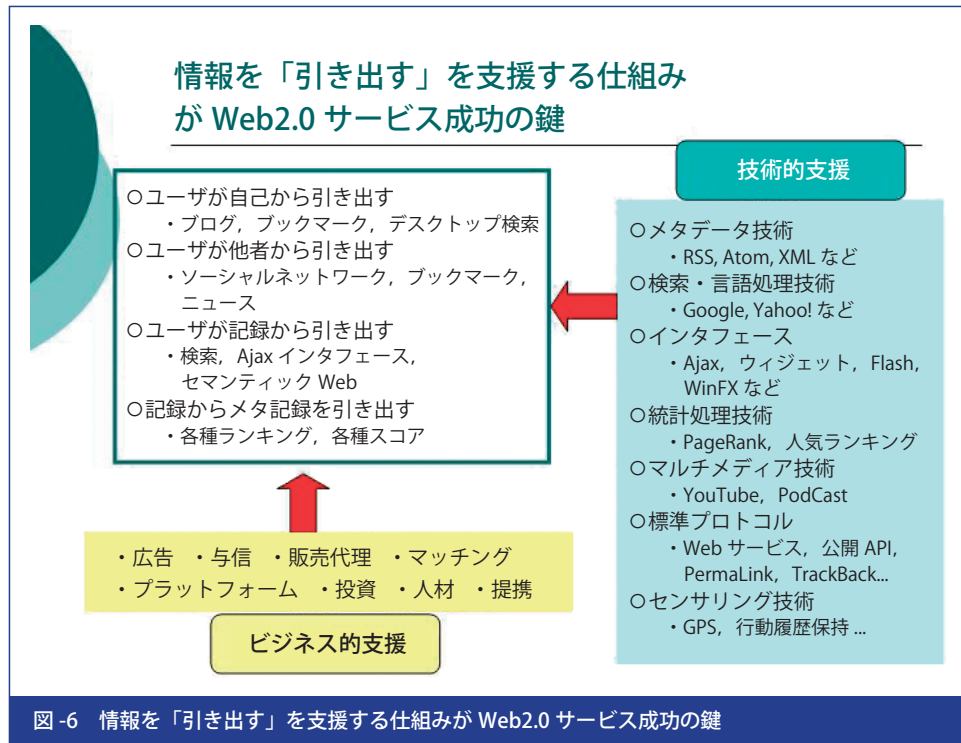 情報を「引き出す」を支援する仕組み
が Web2.0 サービス成功の鍵
○ユーザが自己から引き出す
・ブログ，ブックマーク，デスクトップ検索
○ユーザが他者から引き出す
・ソーシャルネットワーク，ブックマーク，
ニュース
○ユーザが記録から引き出す
・検索，Ajax インタフェース，
セマンティック Web
○記録からメタ記録を引き出す
・各種ランキング，各種スコア
技術的支援
○メタデータ技術
・RSS, Atom, XML など
○検索・言語処理技術
・Google, Yahoo! など
○インタフェース
・Ajax，ウィジェット，Flash，
WinFX など
○統計処理技術
・PageRank，人気ランキング
○マルチメディア技術
・YouTube，PodCast
○標準プロトコル
・Web サービス，公開 API，
PermaLink，TrackBack...
○センサリング技術
・GPS，行動履歴保持 ...
・広告 ・与信 ・販売代理 ・マッチング
・プラットフォーム ・投資 ・人材 ・提携
ビジネス的支援
図 -6 情報を「引き出す」を支援する仕組みが Web2.0 サービス成功の鍵